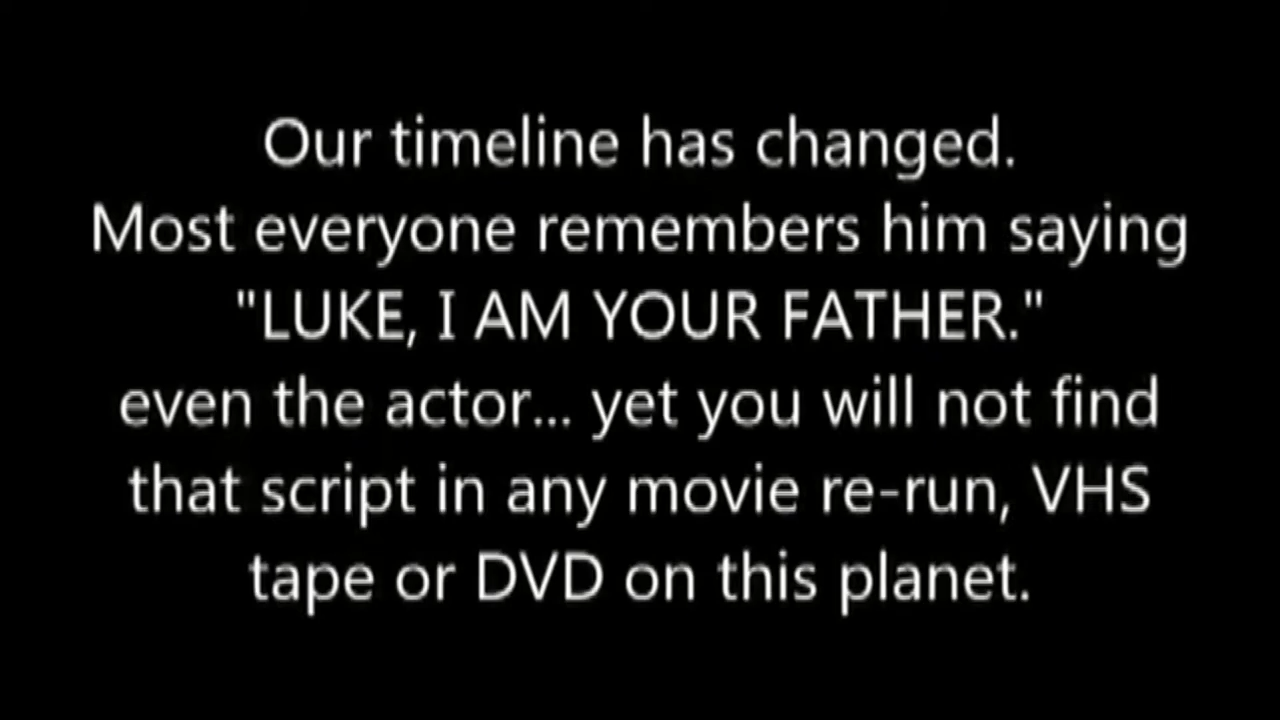 Our timeline has changed.
Most everyone remembers him saying
"LUKE, I AM YOUR FATHER."
even the actor... yet you will not find
that script in any movie re-run, VHS
tape or DVD on this planet.